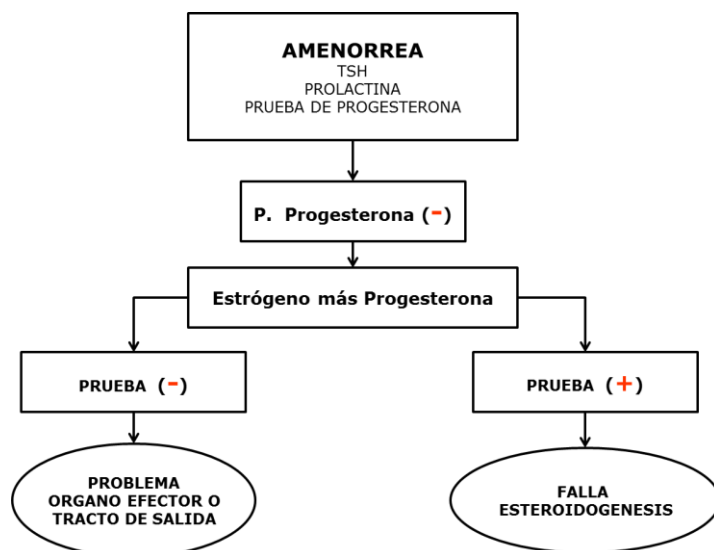 AMENORREA
TSH
PROLACTINA
PRUEBA DE PROGESTERONA
P. Progesterona (-)
Estrógeno más Progesterona
PRUEBA (-)
PRUEBA (+)
PROBLEMA
ORGANO EFECTOR O
TRACTO DE SALIDA
FALLA
ESTEROIDOGENESIS